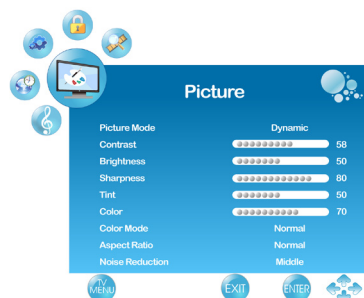 Picture
Picture Mode Dynamic
Contrast 58
Brightness 50
Sharpness 80
Tint 50
Color 70
Color Mode Normal
Aspect Ratio Normal
Noise Reduction Middle
TV MENU EXIT ENTER